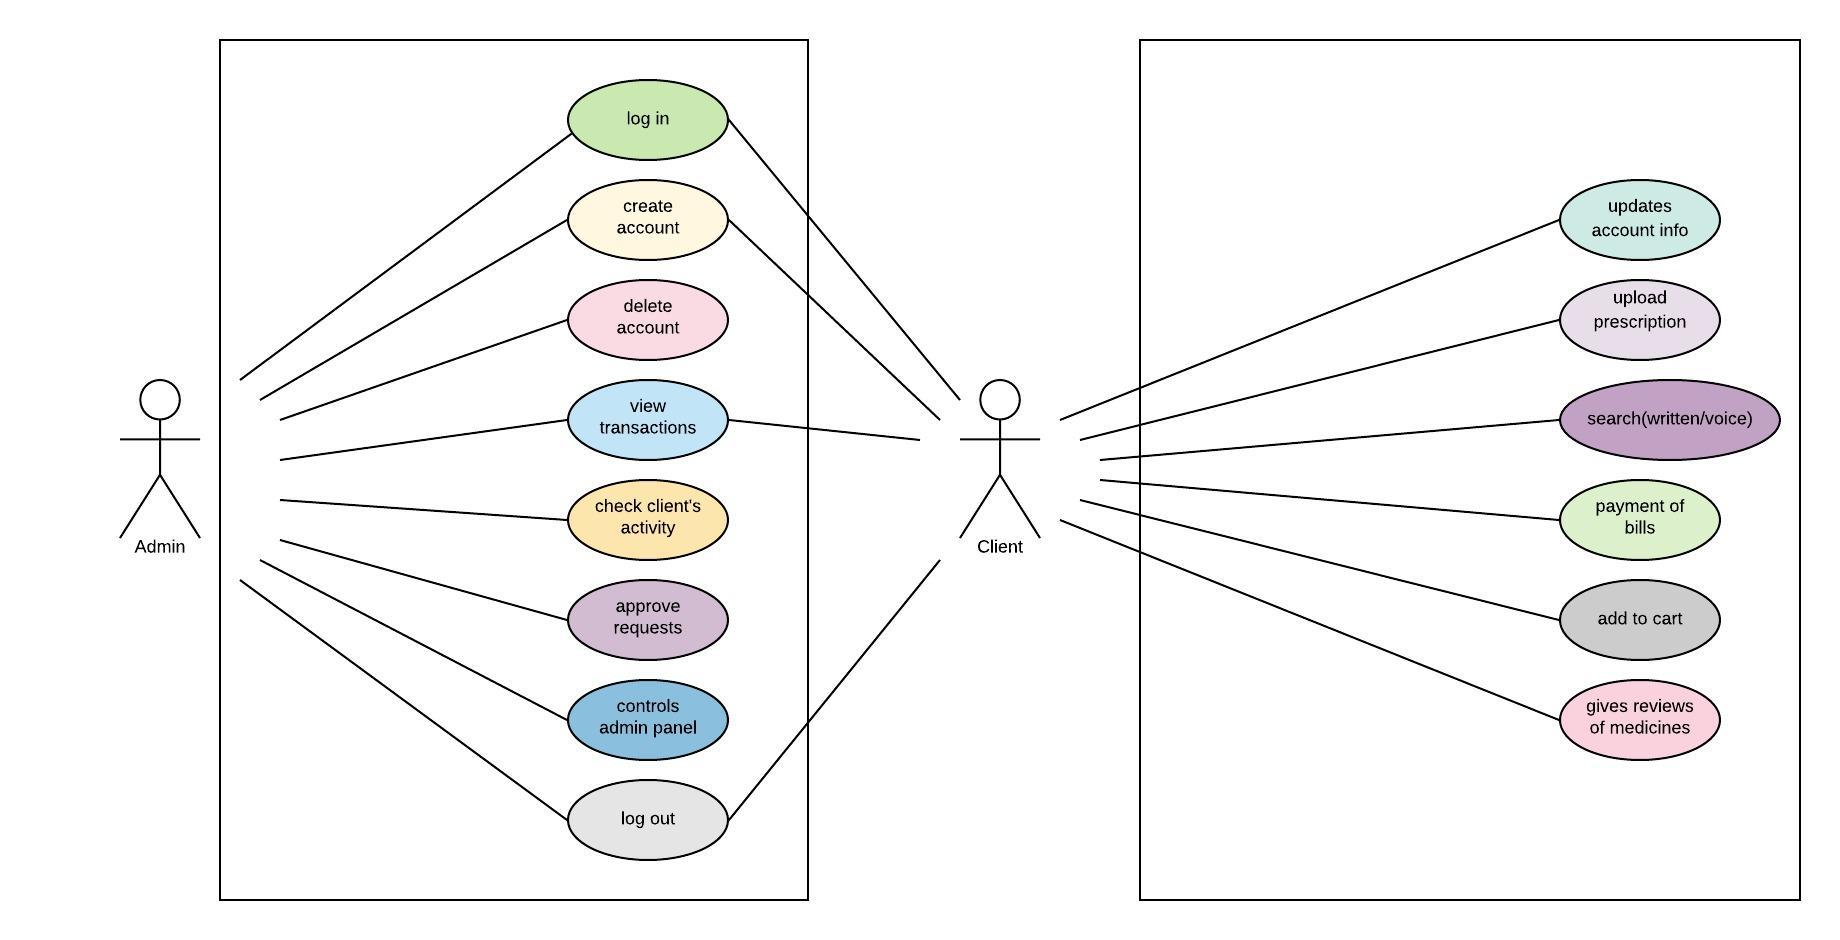 log in
create
account
delete
account
view
transactions
check client's
activity
approve
requests
controls
admin panel
log out
Admin
Client
updates
account info
upload
prescription
search(written/voice)
payment of
bills
add to cart
gives reviews
of medicines